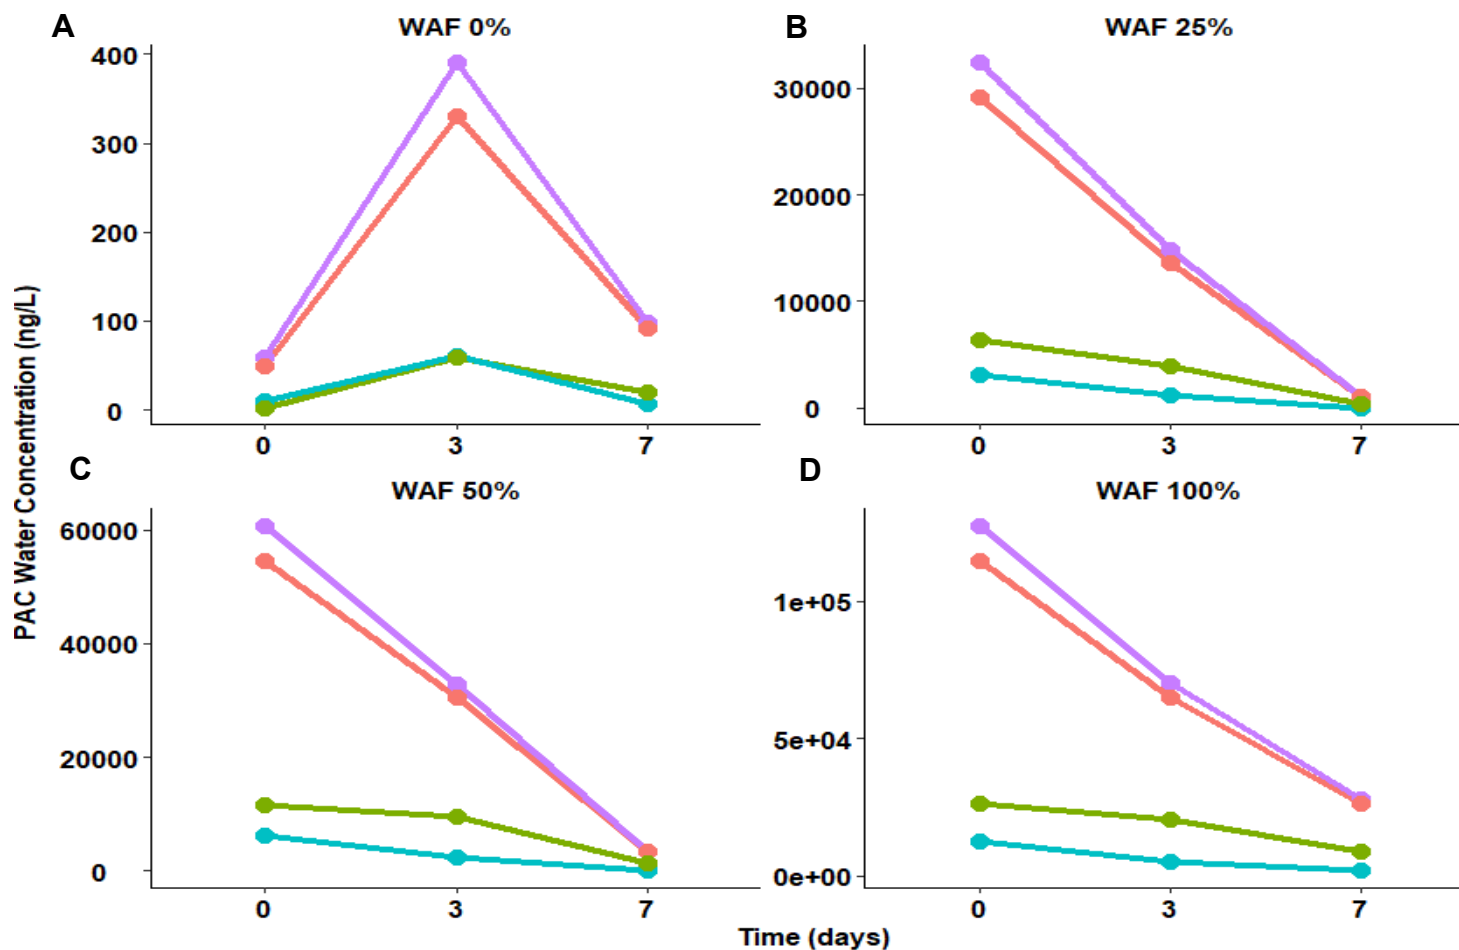 A
WAF 0%
400
300
200
100
0
0 3 7
B
WAF 25%
30000
20000
10000
0
0 3 7
PAC Water Concentration (ng/L)
C
WAF 50%
60000
40000
20000
0
0 3 7
D
WAF 100%
1e+05
5e+04
0e+00
0 3 7
Time (days)